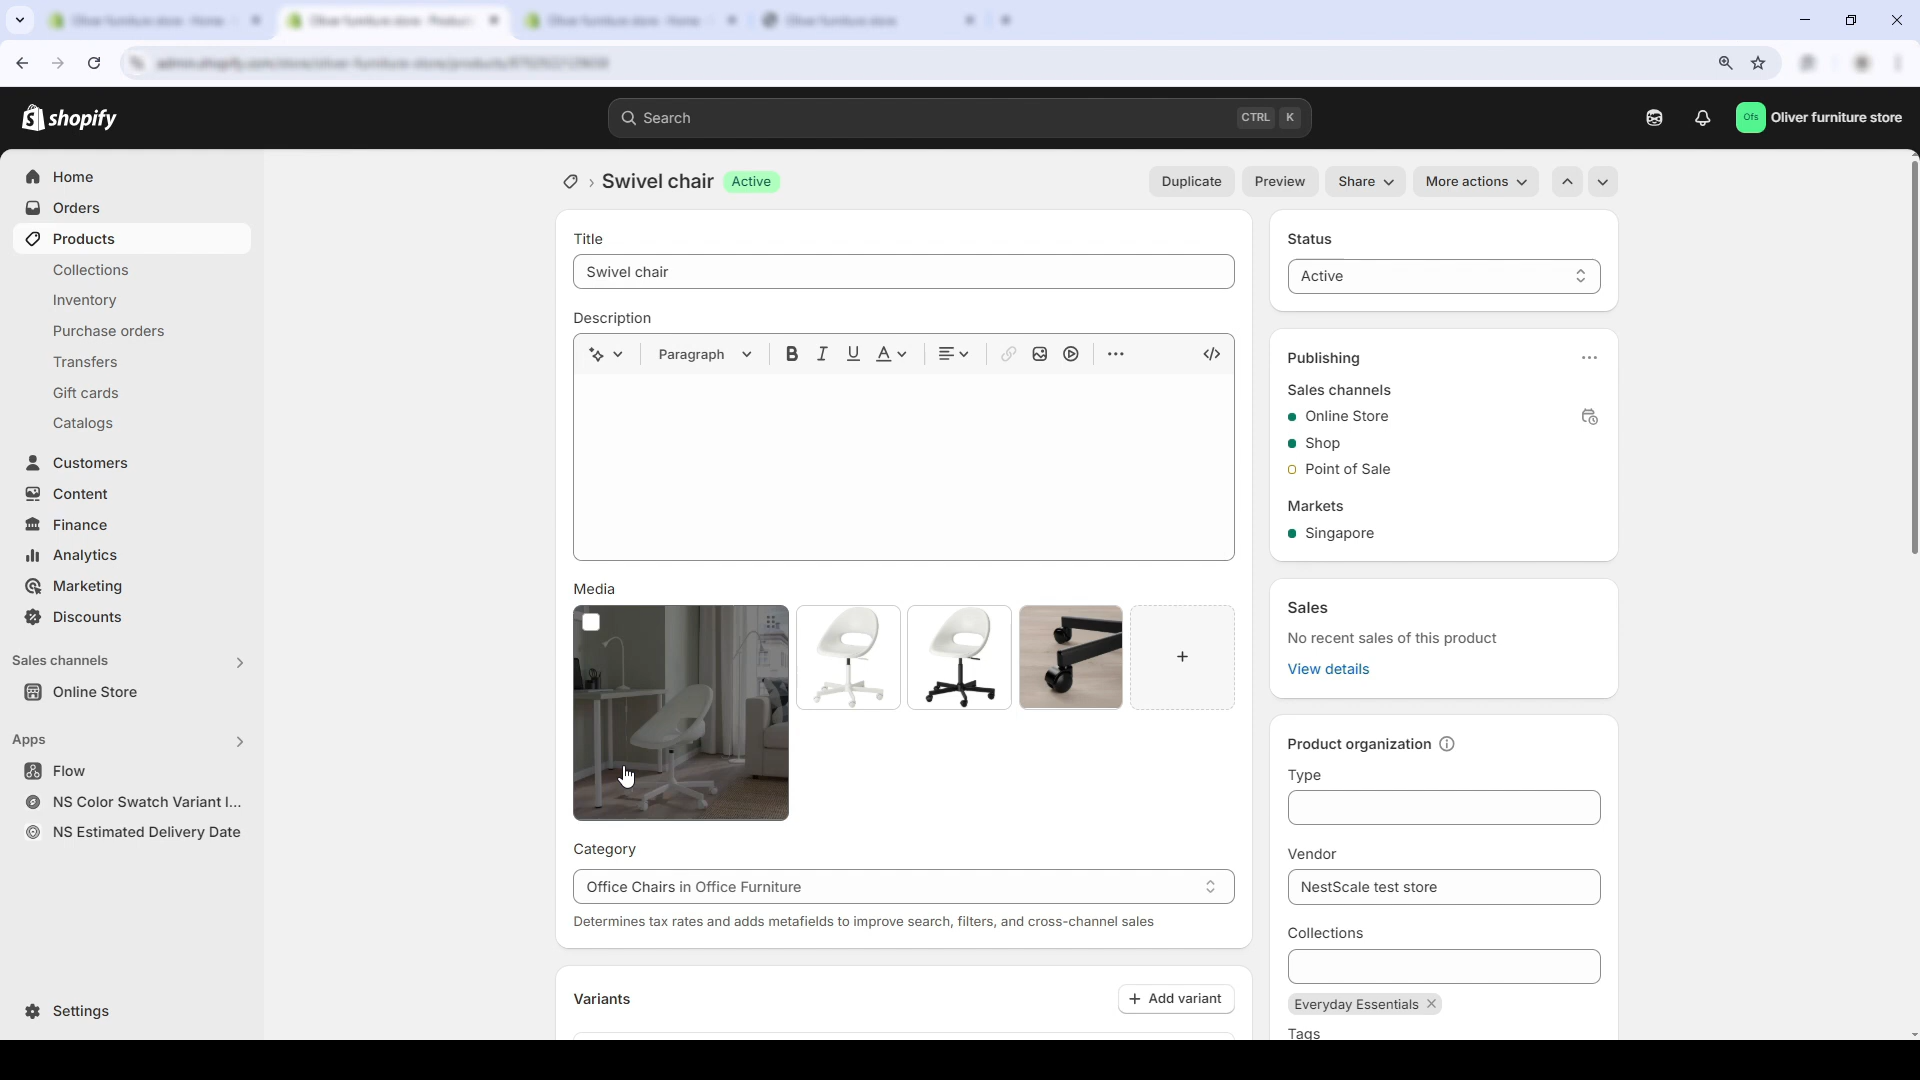 shopify
Search
CTRL K
Ofs
Oliver furniture store
Home
Orders
Products
Collections
Inventory
Purchase orders
Transfers
Gift cards
Catalogs
Customers
Content
Finance
Analytics
Marketing
Discounts
Sales channels
Online Store
Apps
Flow
NS Color Swatch Variant I...
NS Estimated Delivery Date
Settings
Swivel chair Active
Duplicate
Preview
Share
More actions
Title
Swivel chair
Description
Paragraph
Media
Category
Office Chairs in Office Furniture
Determines tax rates and adds metafields to improve search, filters, and cross-channel sales
Variants
Add variant
Status
Active
Publishing
Sales channels
Online Store
Shop
Point of Sale
Markets
Singapore
Sales
No recent sales of this product
View details
Product organization
Type
Vendor
NestScale test store
Collections
Everyday Essentials
Tags